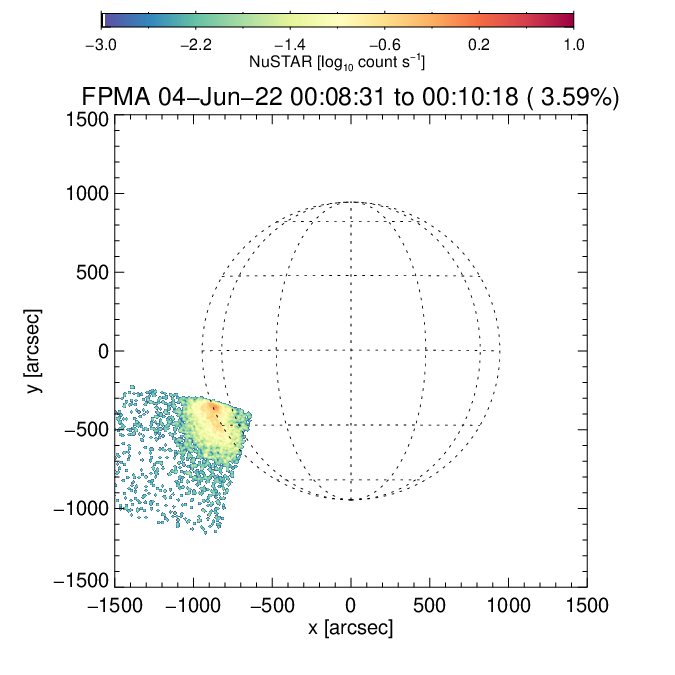 −3.0 −2.2 −1.4 −0.6 0.2 1.0
NuSTAR [log₁₀ count s⁻¹]
FPMA 04−Jun−22 00:08:31 to 00:10:18 ( 3.59%)
1500
1000
500
0
−500
−1000
−1500
y [arcsec]
−1500 −1000 −500 0 500 1000 1500
x [arcsec]